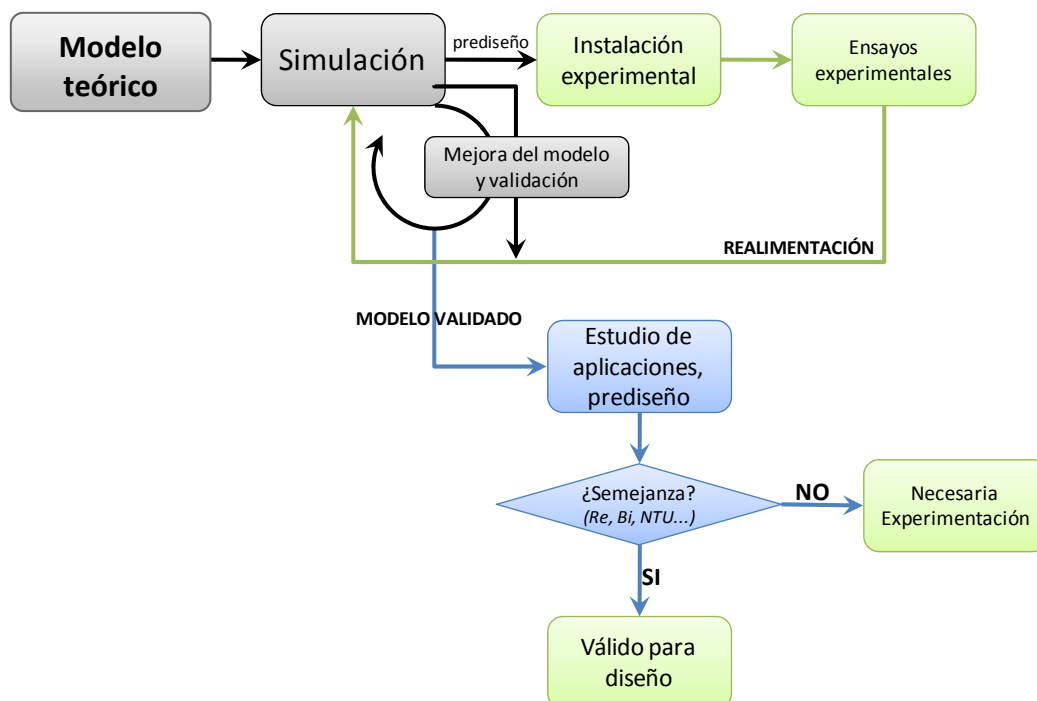 Modelo
teórico
Simulación
prediseño
Instalación
experimental
Ensayos
experimentales
Mejora del modelo
y validación
REALIMENTACIÓN
MODELO VALIDADO
Estudio de
aplicaciones,
prediseño
¿Semejanza?
(Re, Bi, NTU...)
NO
Necesaria
Experimentación
SI
Válido para
diseño